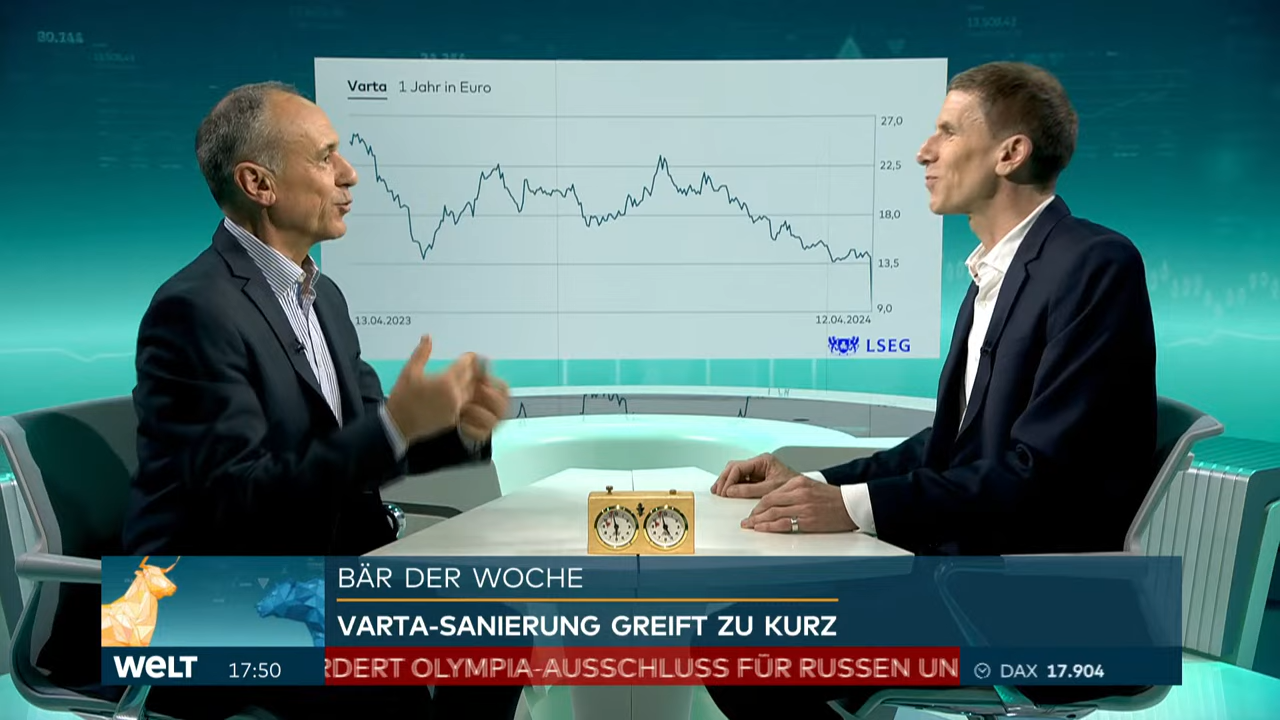 Varta 1 Jahr in Euro
27,0
22,5
18,0
13,5
9,0
13.04.2023 12.04.2024
LSEG
BÄR DER WOCHE
VARTA-SANIERUNG GREIFT ZU KURZ
welt 17:50 RDERT OLYMPIA-AUSSCHLUSS FÜR RUSSEN UN DAX 17.904